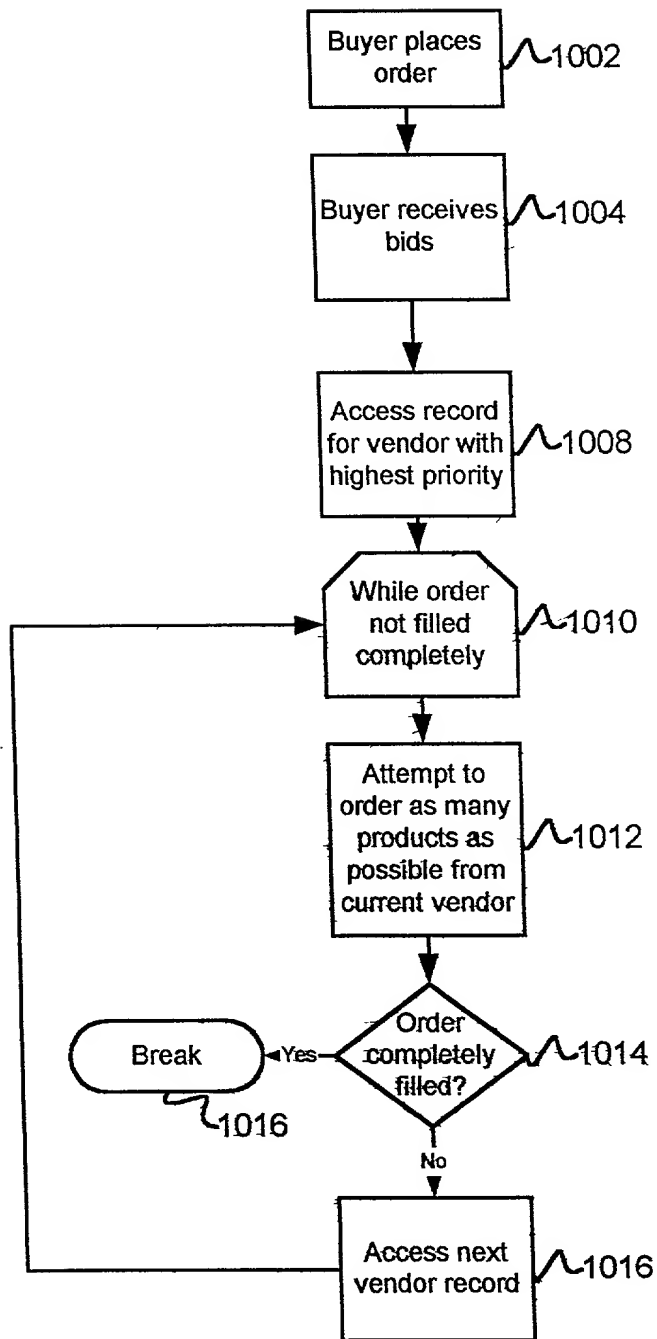 Buyer places
order
1002
Buyer receives
bids
1004
Access record
for vendor with
highest priority
1008
While order
not filled
completely
1010
Attempt to
order as many
products as
possible from
current vendor
1012
Order
completely
filled?
1014
Yes
Break
1016
No
Access next
vendor record
1016